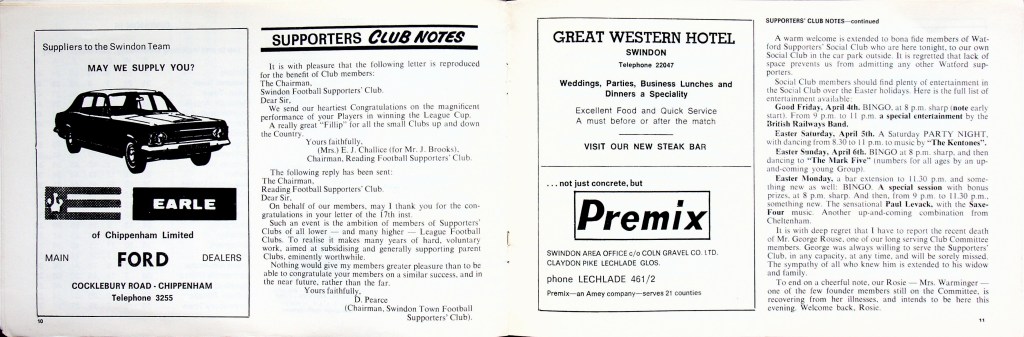 Suppliers to the Swindon Team
MAY WE SUPPLY YOU?
EARLE
of Chippenham Limited
MAIN FORD DEALERS
COCKLEBURY ROAD - CHIPPENHAM
Telephone 3255
10
SUPPORTERS CLUB NOTES
It is with pleasure that the following letter is reproduced
for the benefit of Club members:
The Chairman,
Swindon Football Supporters' Club.
Dear Sir,
We send our heartiest Congratulations on the magnificent
performance of your Players in winning the League Cup.
A really great "Fillip" for all the small Clubs up and down
the Country.
Yours faithfully,
(Mrs.) E. J. Challice (for Mr. J. Brooks),
Chairman, Reading Football Supporters' Club.
The following reply has been sent:
The Chairman,
Reading Football Supporters' Club.
Dear Sir,
On behalf of our members, may I thank you for the con-
gratulations in your letter of the 17th inst.
Such an event is the ambition of members of Supporters'
Clubs of all lower — and many higher — League Football
Clubs. To realise it makes many years of hard, voluntary
work, aimed at subsidising and generally supporting parent
Clubs, eminently worthwhile.
Nothing would give my members greater pleasure than to be
able to congratulate your members on a similar success, and in
the near future, rather than the far.
Yours faithfully,
D. Pearce
(Chairman, Swindon Town Football
Supporters' Club).
GREAT WESTERN HOTEL
SWINDON
Telephone 22047
Weddings, Parties, Business Lunches and
Dinners a Speciality
Excellent Food and Quick Service
A must before or after the match
VISIT OUR NEW STEAK BAR
. . . not just concrete, but
Premix
SWINDON AREA OFFICE c/o COLN GRAVEL CO. LTD.
CLAYDON PIKE LECHLADE GLOS.
phone LECHLADE 461/2
Premix—an Amey company—serves 21 counties
SUPPORTERS' CLUB NOTES—continued
A warm welcome is extended to bona fide members of Wat-
ford Supporters' Social Club who are here tonight, to our own
Social Club in the car park outside. It is regretted that lack of
space prevents us from admitting any other Watford sup-
porters.
Social Club members should find plenty of entertainment in
the Social Club over the Easter holidays. Here is the full list of
entertainment available:
Good Friday, April 4th. BINGO, at 8 p.m. sharp (note early
start). From 9 p.m. to 11 p.m. a special entertainment by the
British Railways Band.
Easter Saturday, April 5th. A Saturday PARTY NIGHT,
with dancing from 8.30 to 11 p.m. to music by "The Kentones".
Easter Sunday, April 6th. BINGO at 8 p.m. sharp, and then
dancing to "The Mark Five" (numbers for all ages by an up-
and-coming young Group).
Easter Monday, a bar extension to 11.30 p.m. and some-
thing new as well: BINGO. A special session with bonus
prizes, at 8 p.m. sharp. And then, from 9 p.m. to 11.30 p.m.,
something new. The sensational Paul Levack, with the Saxe-
Four music. Another up-and-coming combination from
Cheltenham.
It is with deep regret that I have to report the recent death
of Mr. George Rouse, one of our long serving Club Committee
members. George was always willing to serve the Supporters'
Club, in any capacity, at any time, and will be sorely missed.
The sympathy of all who knew him is extended to his widow
and family.
To end on a cheerful note, our Rosie — Mrs. Warminger —
one of the few founder members still on the Committee, is
recovering from her illnesses, and intends to be here this
evening. Welcome back, Rosie.
11